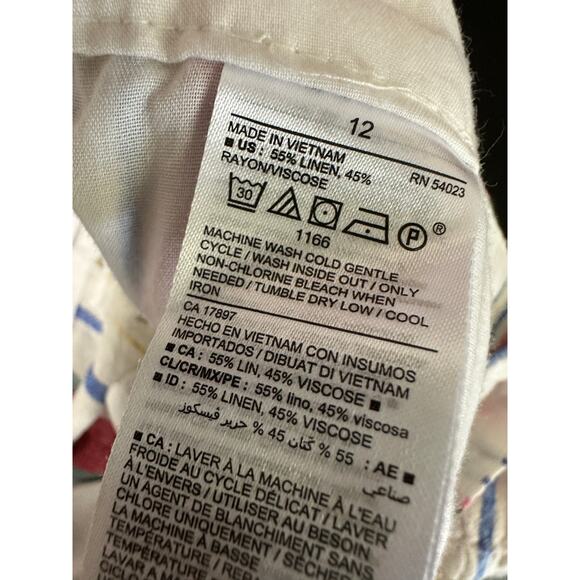 12
MADE IN VIETNAM RN 54023
■ US : 55% LINEN, 45%
RAYON/VISCOSE
30 P ®
1166
MACHINE WASH COLD GENTLE
CYCLE / WASH INSIDE OUT / ONLY
NON-CHLORINE BLEACH WHEN
NEEDED / TUMBLE DRY LOW / COOL
IRON
CA 17897
HECHO EN VIETNAM CON INSUMOS
IMPORTADOS / DIBUAT DI VIETNAM
■ CA : 55% LIN, 45% VISCOSE ■
CL/CR/MX/PE : 55% lino, 45% viscosa
■ ID : 55% LINEN, 45% VISCOSE
■ AE : 55 % كتان 45 % حرير فيسكوز
صناعي
■ CA : LAVER À LA MACHINE À L'EAU
FROIDE AU CYCLE DÉLICAT / LAVER
À L'ENVERS / UTILISER AU BESOIN
UN AGENT DE BLANCHIMENT SANS
CHLORE UNIQUEMENT / SÉCHER
LA MACHINE À BASSE
TEMPÉRATURE / REPAS
TEMPÉRATURE
LAVAR A MA
CICLO